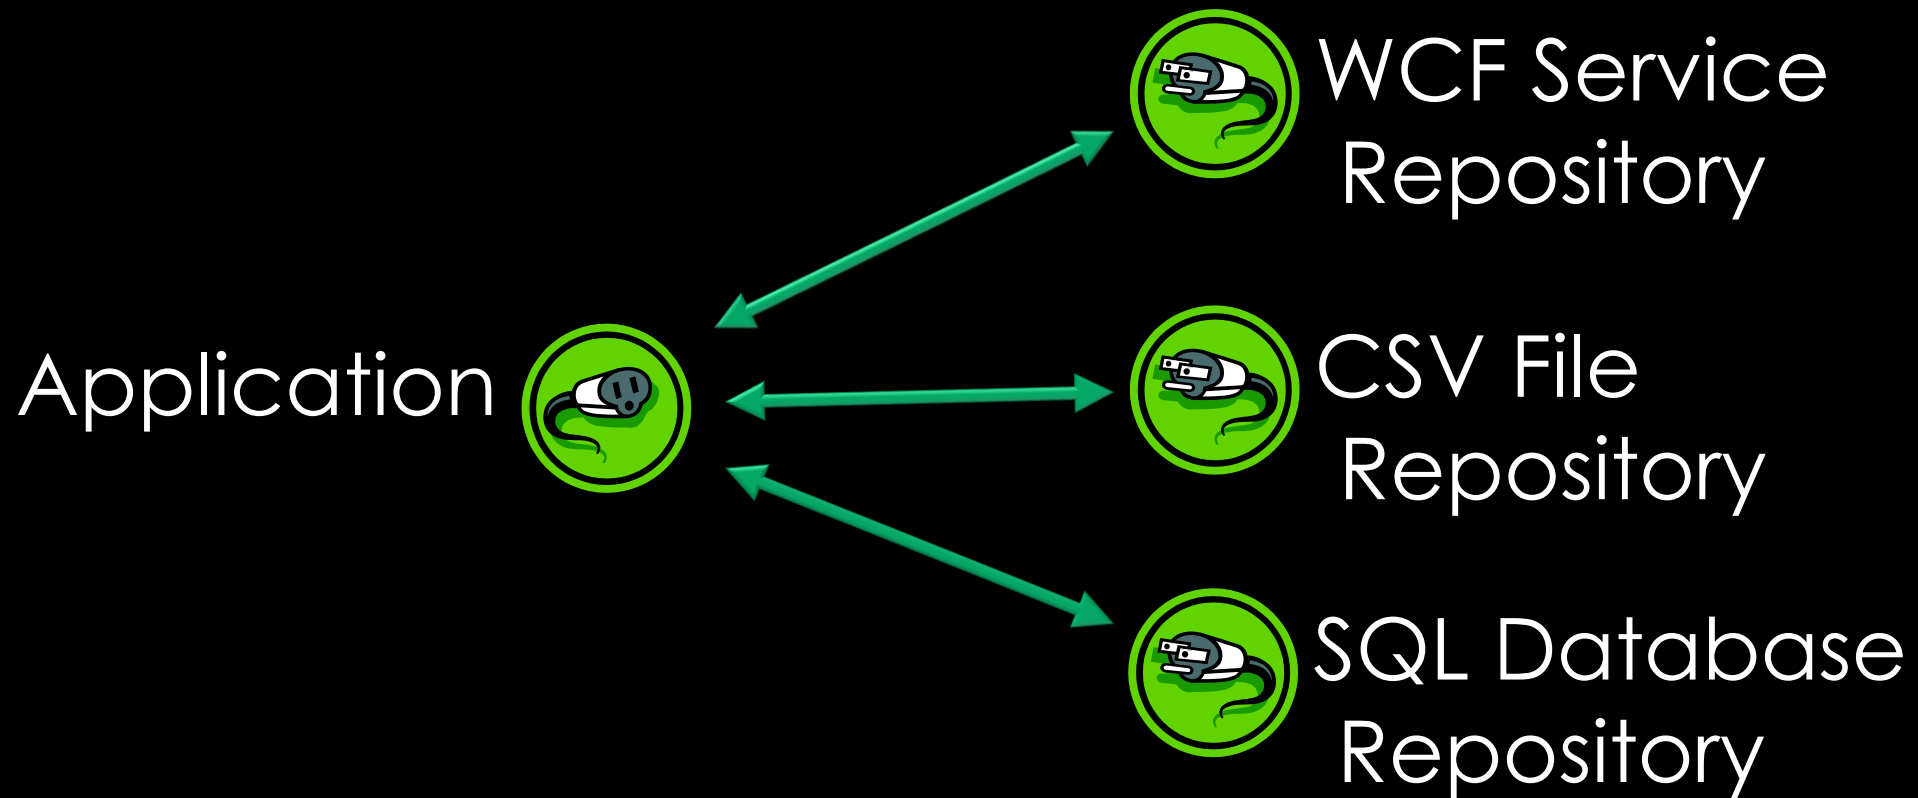 Application
WCF Service
Repository
CSV File
Repository
SQL Database
Repository